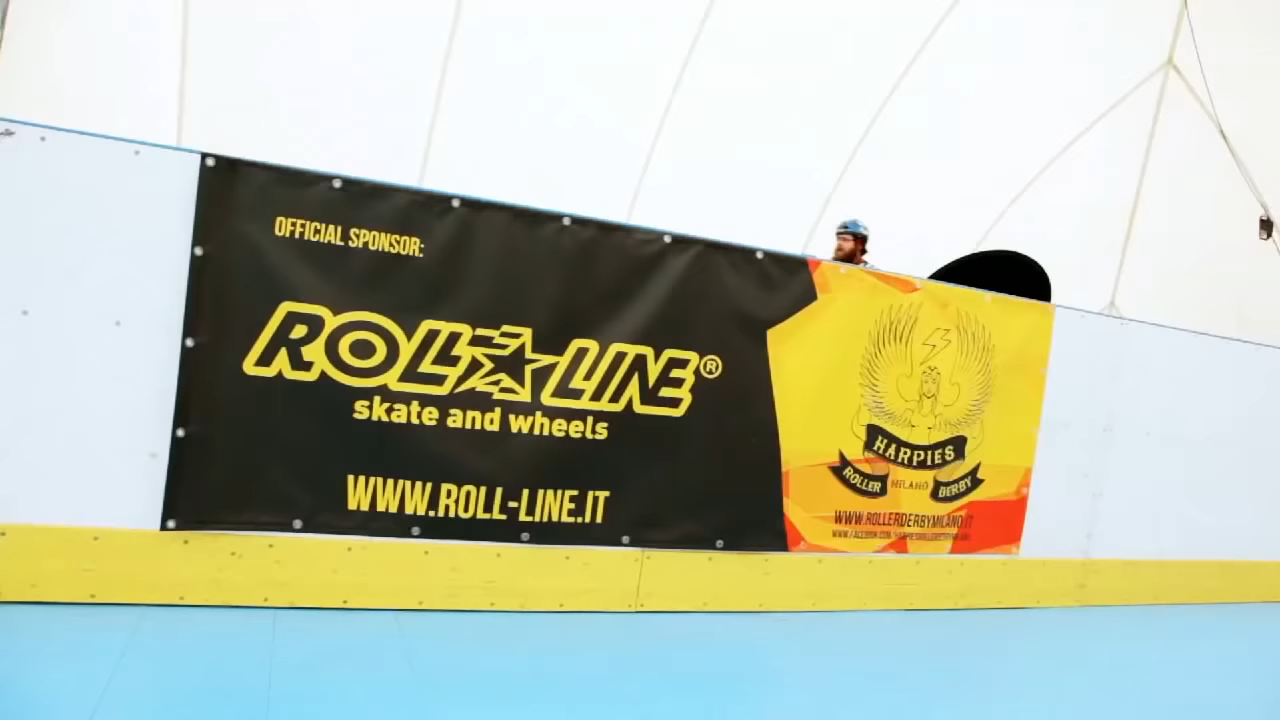 OFFICIAL SPONSOR:
ROLL LINE®
skate and wheels
WWW.ROLL-LINE.IT
HARPIES
ROLLER MILANO DERBY
WWW.ROLLERDERBYMILANO.IT